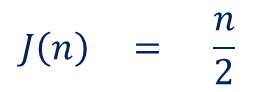 J(n) = n/2